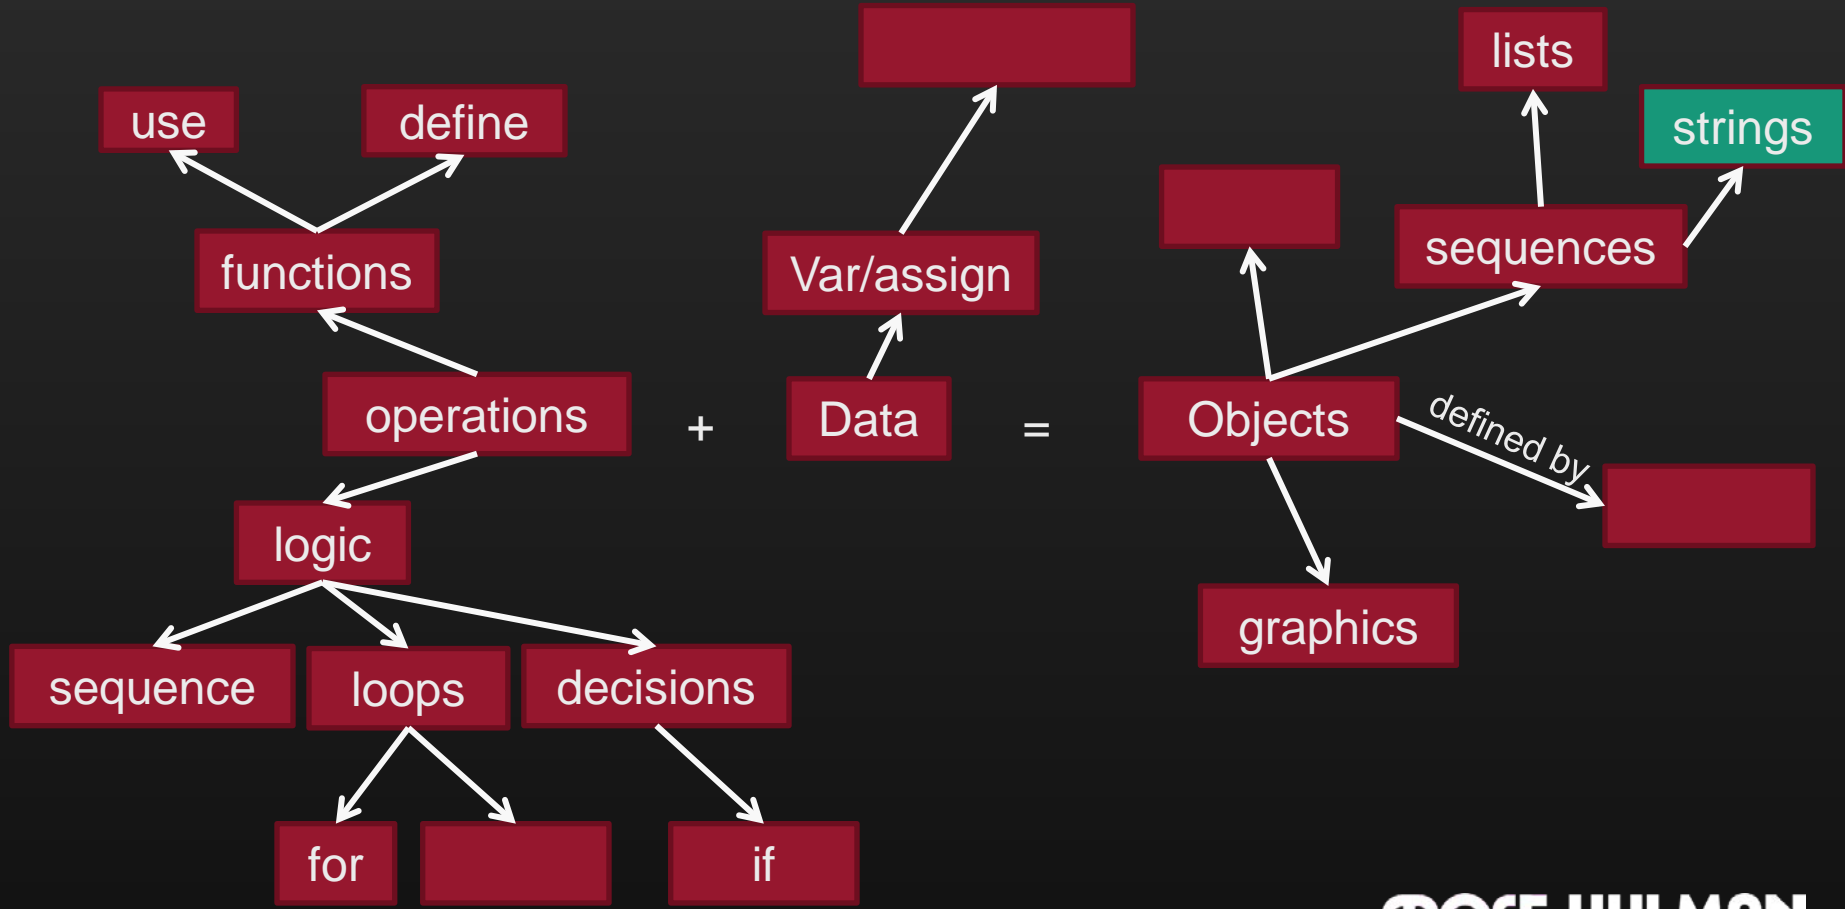 lists
use
define
strings
functions
Var/assign
sequences
operations
+
Data
=
Objects
defined by
logic
graphics
sequence
loops
decisions
for
if